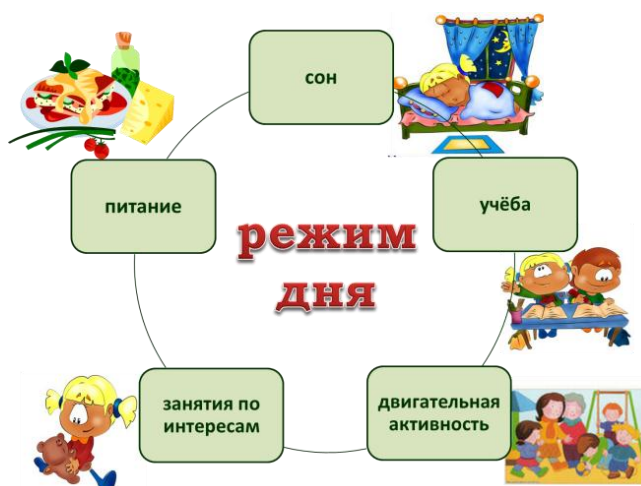 сон
питание
учёба
режим
дня
занятия по
интересам
двигательная
активность